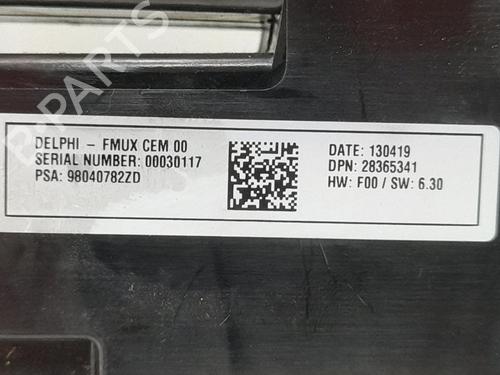 DELPHI - FMUX CEM 00
SERIAL NUMBER: 00030117
PSA: 98040782ZD
DATE: 130419
DPN: 28365341
HW: F00 / SW: 6.30
B-PARTS